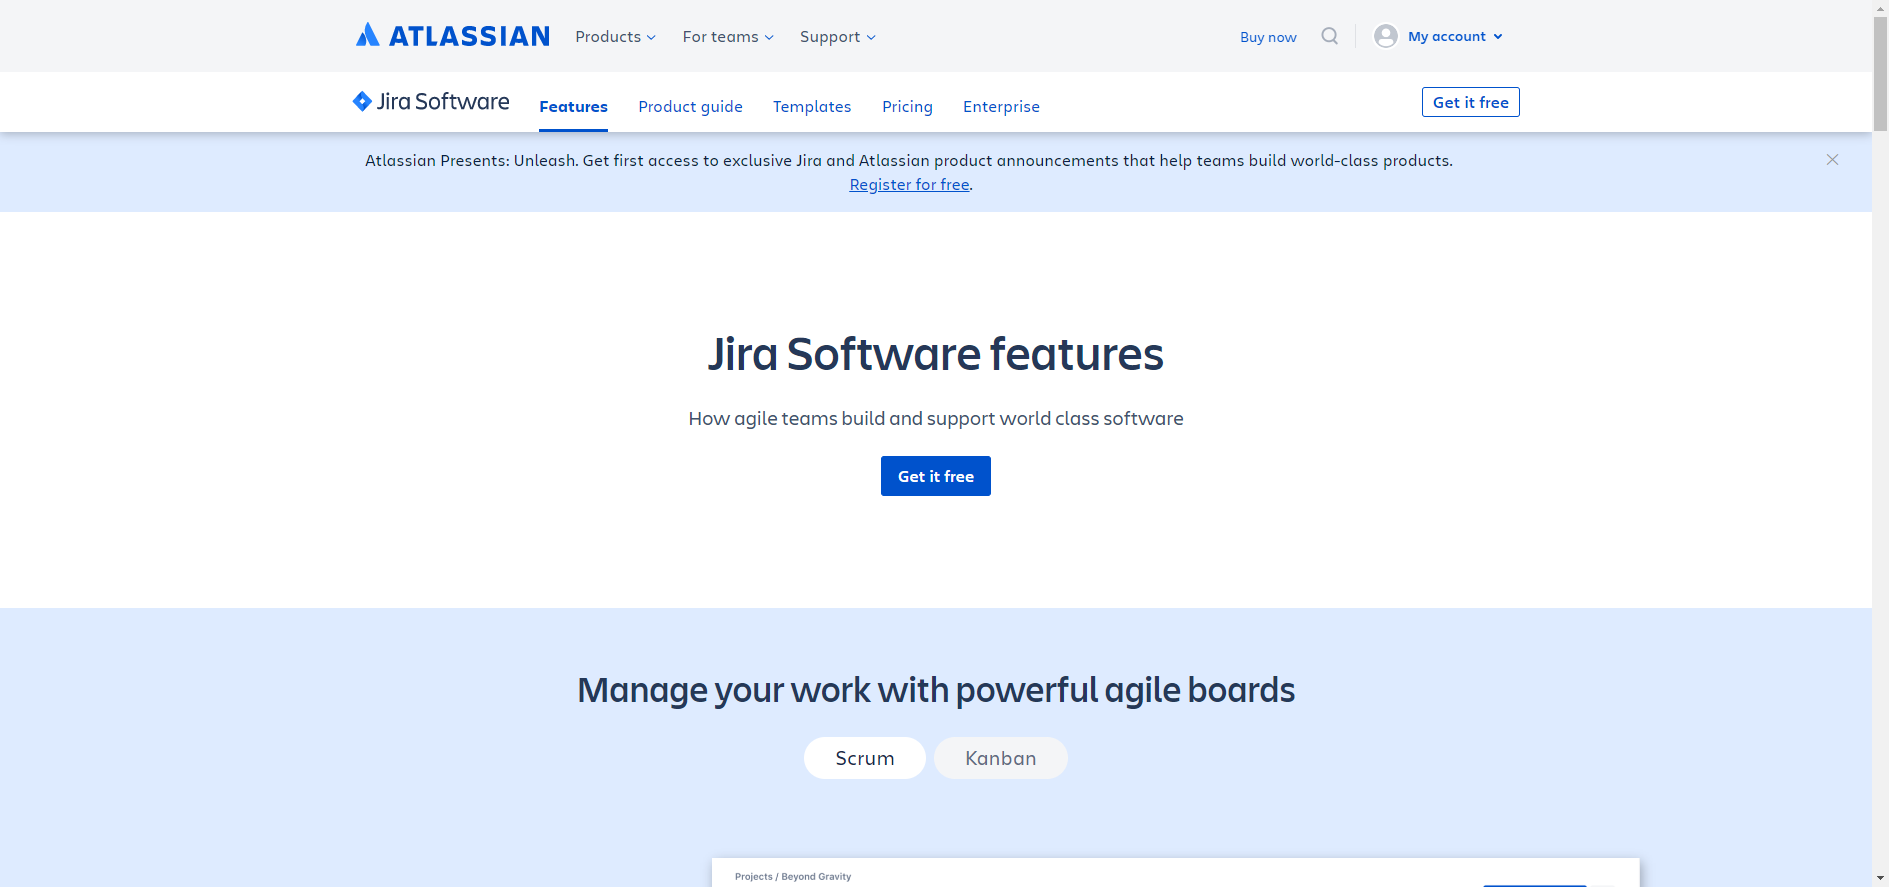 ATLASSIAN Products For teams Support Buy now My account
Jira Software Features Product guide Templates Pricing Enterprise Get it free
Atlassian Presents: Unleash. Get first access to exclusive Jira and Atlassian product announcements that help teams build world-class products.
Register for free.
Jira Software features
How agile teams build and support world class software
Get it free
Manage your work with powerful agile boards
Scrum Kanban
Projects / Beyond Gravity